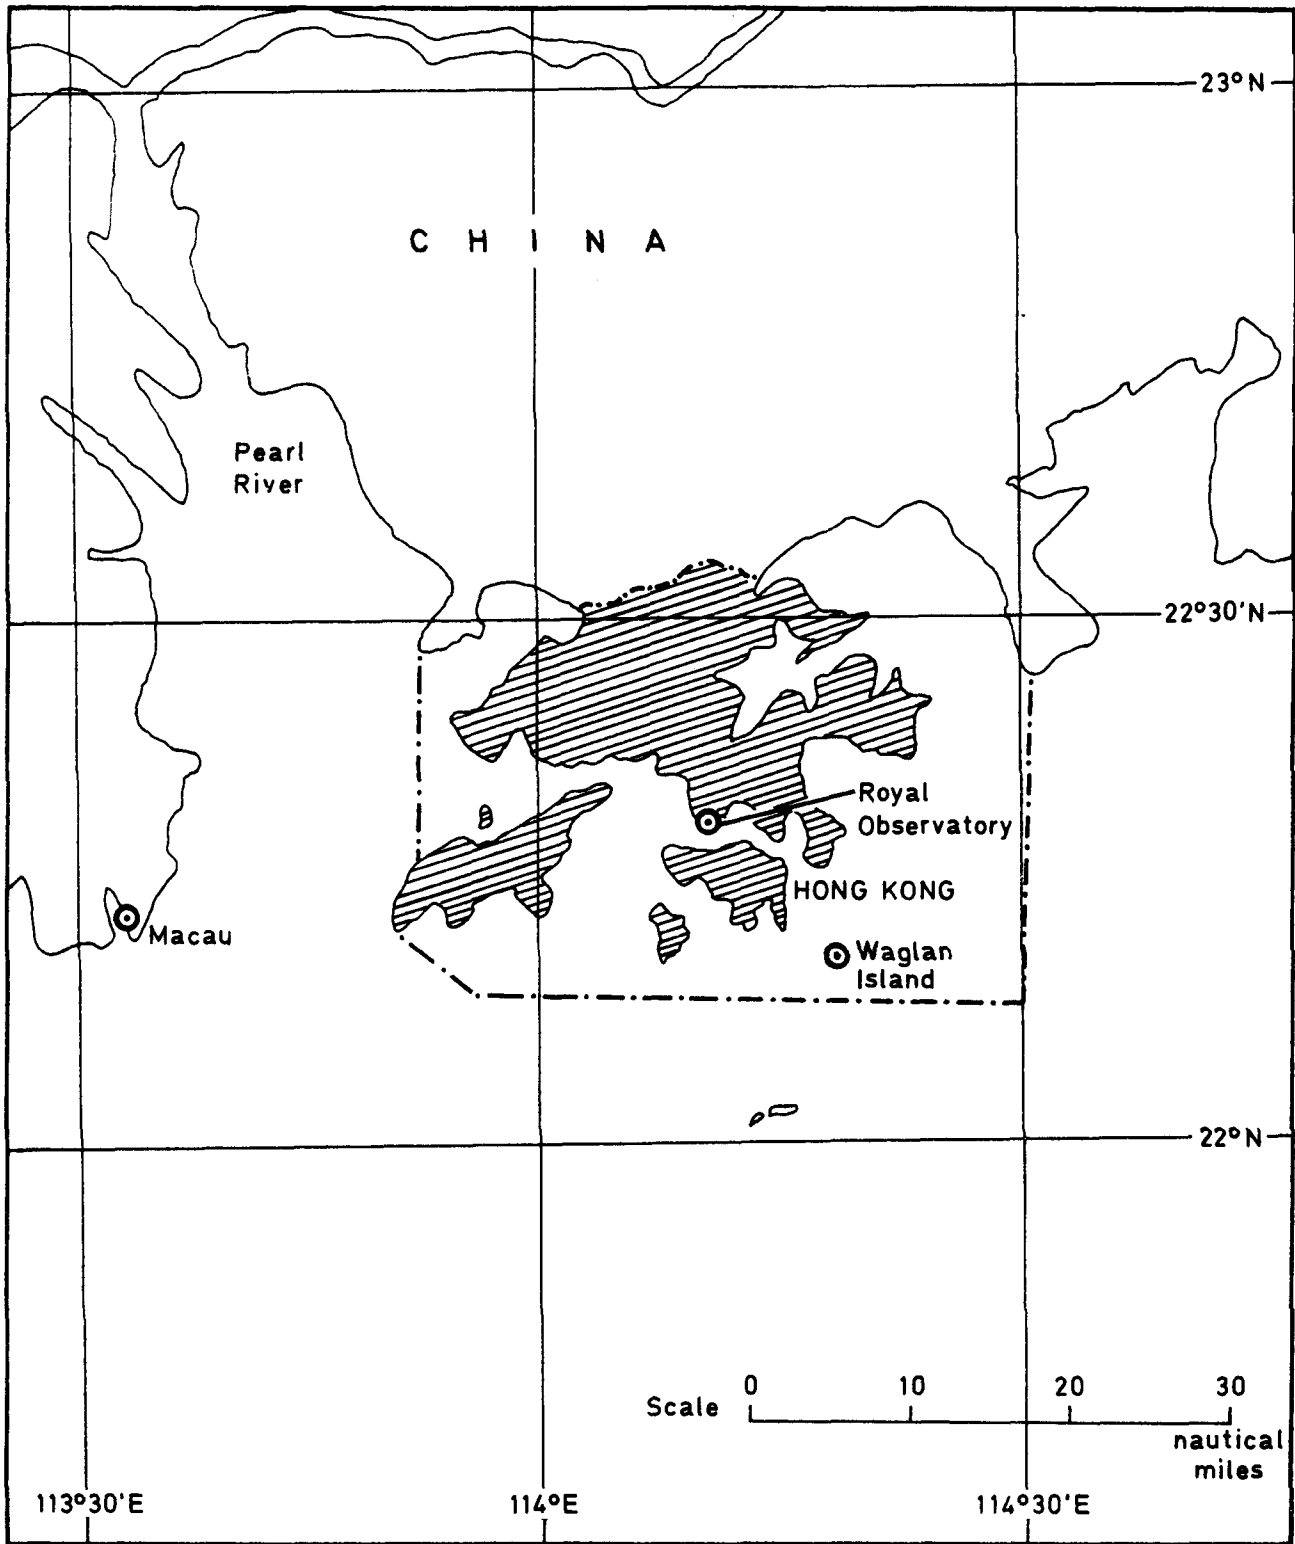 23°N
C H I N A
Pearl
River
22°30'N
Royal
Observatory
HONG KONG
Macau
Waglan
Island
22°N
0 10 20 30
Scale
nautical
miles
113°30'E 114°E 114°30'E